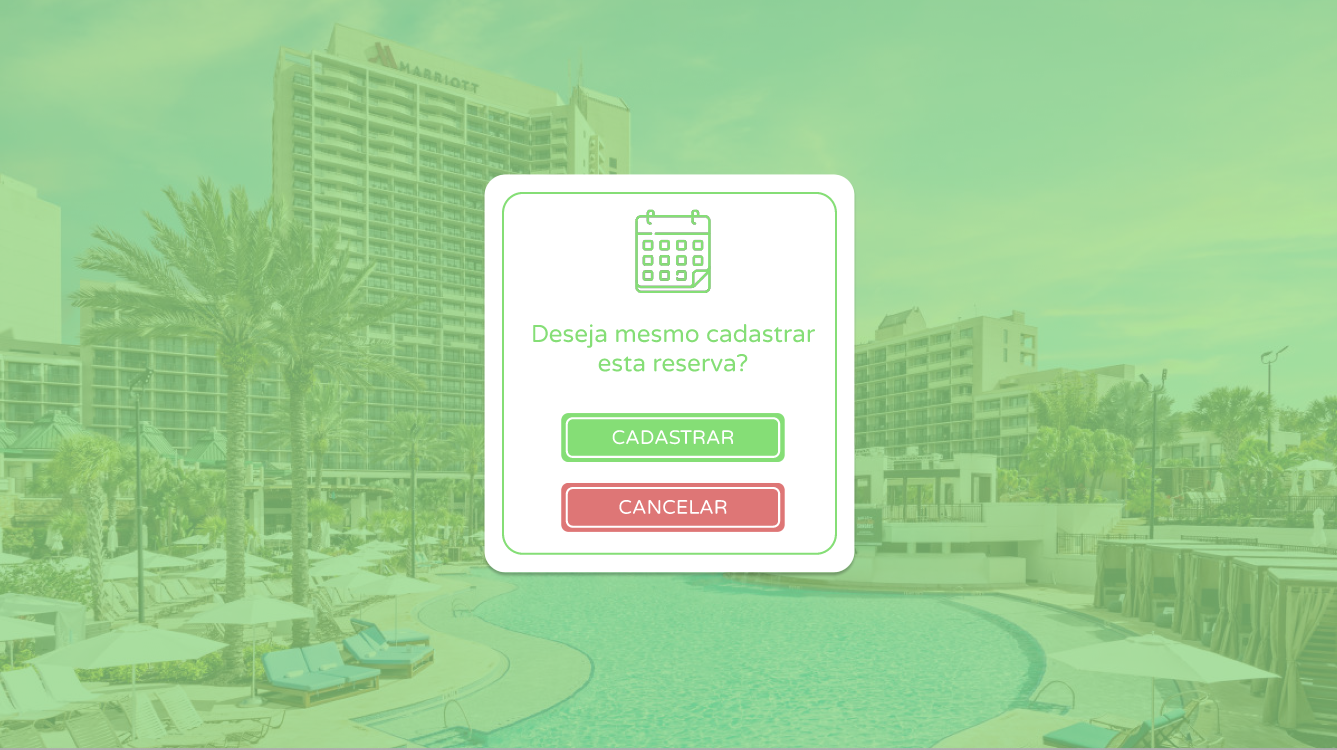 MARRIOTT
Deseja mesmo cadastrar
esta reserva?
CADASTRAR
CANCELAR